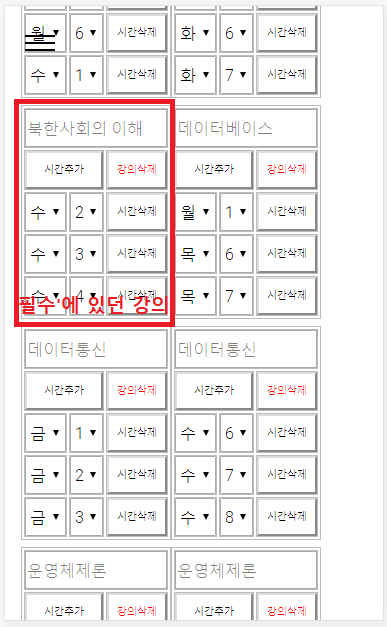 월 6 시간삭제 화 6 시간삭제
수 1 시간삭제 화 7 시간삭제
북한사회의 이해 데이터베이스
시간추가 강의삭제 시간추가 강의삭제
수 2 시간삭제 월 1 시간삭제
수 3 시간삭제 목 6 시간삭제
수 4 시간삭제 목 7 시간삭제
필수'에 있던 강의
데이터통신 데이터통신
시간추가 강의삭제 시간추가 강의삭제
금 1 시간삭제 수 6 시간삭제
금 2 시간삭제 수 7 시간삭제
금 3 시간삭제 수 8 시간삭제
운영체제론 운영체제론
시간추가 강의삭제 시간추가 강의삭제